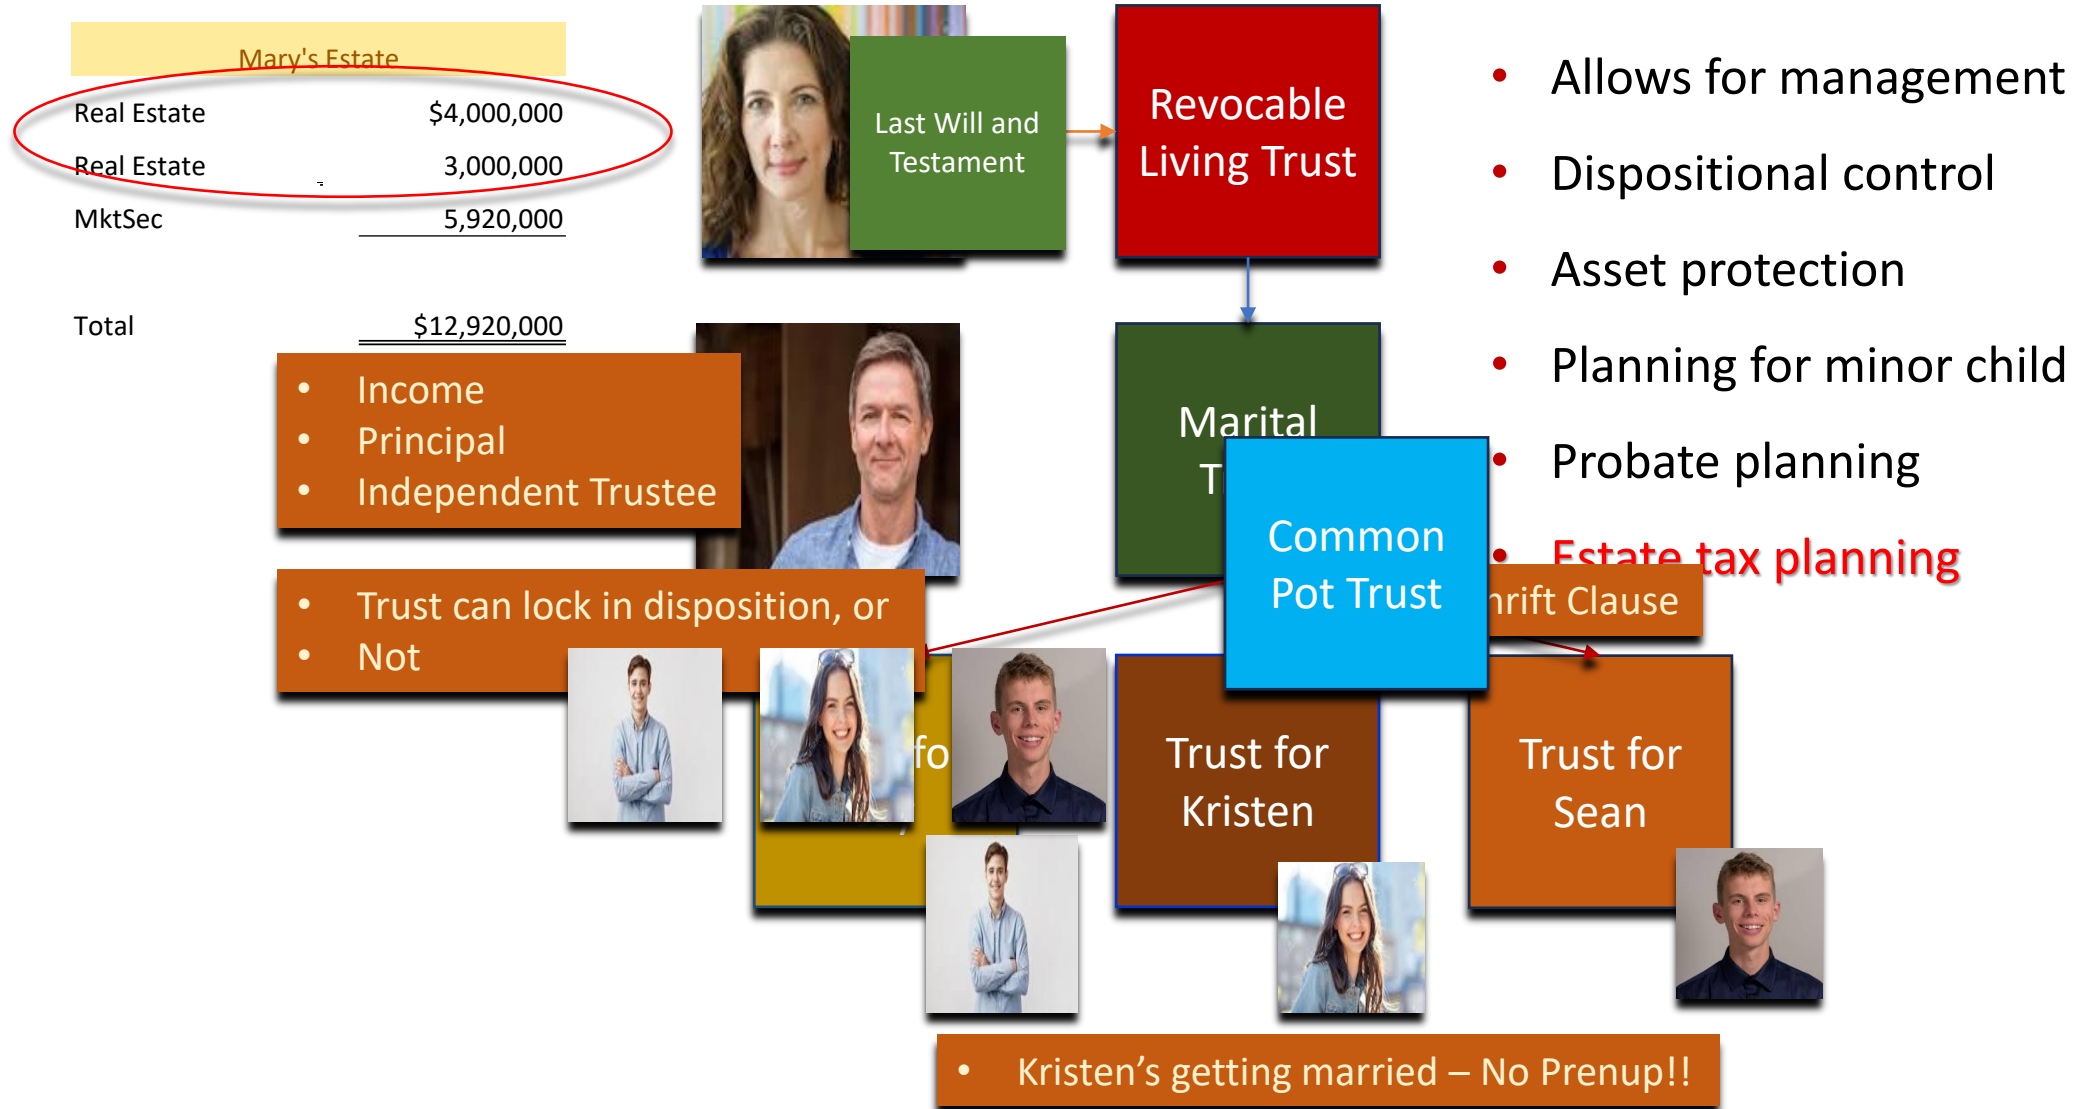 Mary's Estate
Real Estate $4,000,000
Real Estate 3,000,000
MktSec 5,920,000
Total $12,920,000
Last Will and
Testament
Revocable
Living Trust
• Allows for management
• Dispositional control
• Asset protection
• Planning for minor child
• Probate planning
• Estate tax planning
• Income
• Principal
• Independent Trustee
Marital
Common
Pot Trust
Clause
• Trust can lock in disposition, or
• Not
Trust for
Kristen
Trust for
Sean
• Kristen's getting married – No Prenup!!